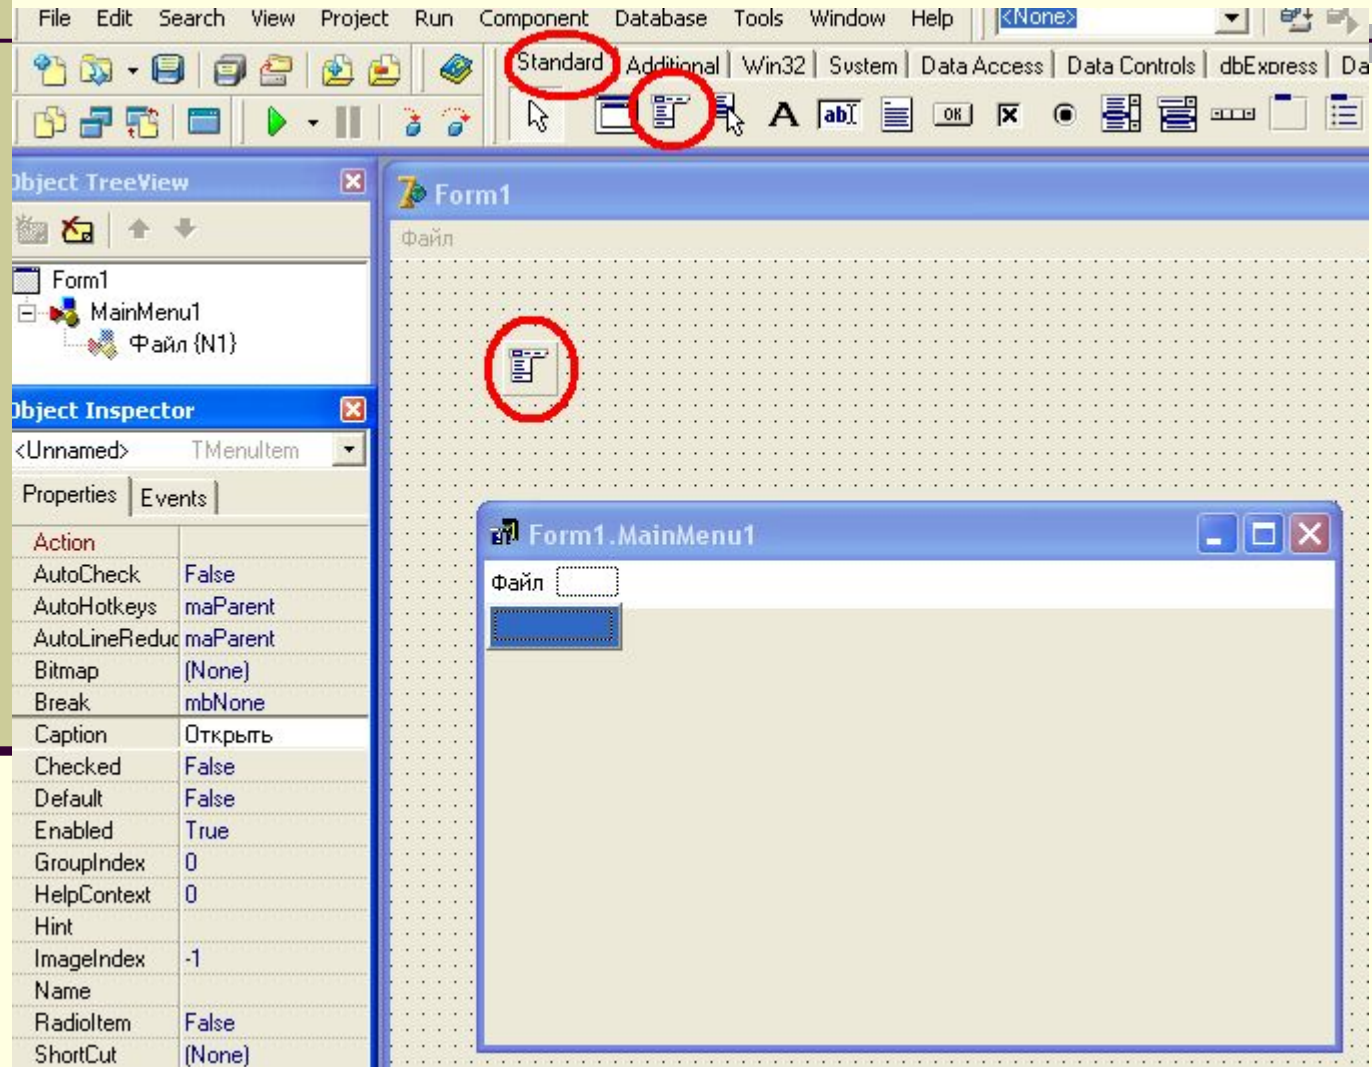 File Edit Search View Project Run Component Database Tools Window Help <None>
Standard Additional Win32 System Data Access Data Controls dbExpress Da
A ab OK
Object TreeView
Form1
MainMenu1
Файл {N1}
Object Inspector
<Unnamed> TMenuItem
Properties Events
Action
AutoCheck False
AutoHotkeys maParent
AutoLineReduc maParent
Bitmap (None)
Break mbNone
Caption Открыть
Checked False
Default False
Enabled True
GroupIndex 0
HelpContext 0
Hint
ImageIndex -1
Name
RadioItem False
ShortCut (None)
Form1
Файл
Form1.MainMenu1
Файл